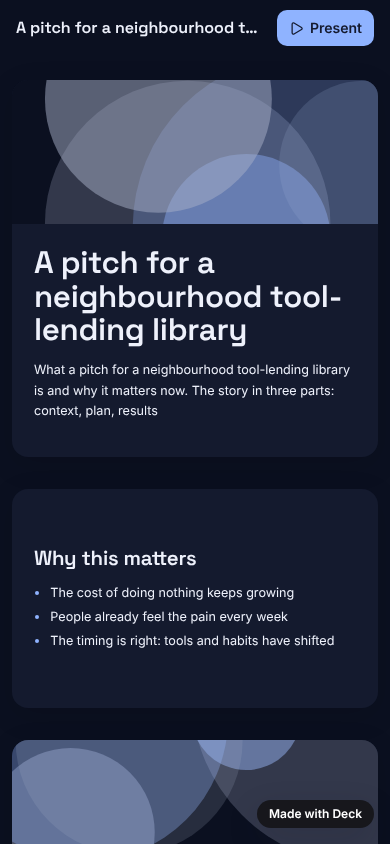 A pitch for a neighbourhood t...
Present
A pitch for a
neighbourhood tool-
lending library
What a pitch for a neighbourhood tool-lending library
is and why it matters now. The story in three parts:
context, plan, results
Why this matters
• The cost of doing nothing keeps growing
• People already feel the pain every week
• The timing is right: tools and habits have shifted
Made with Deck